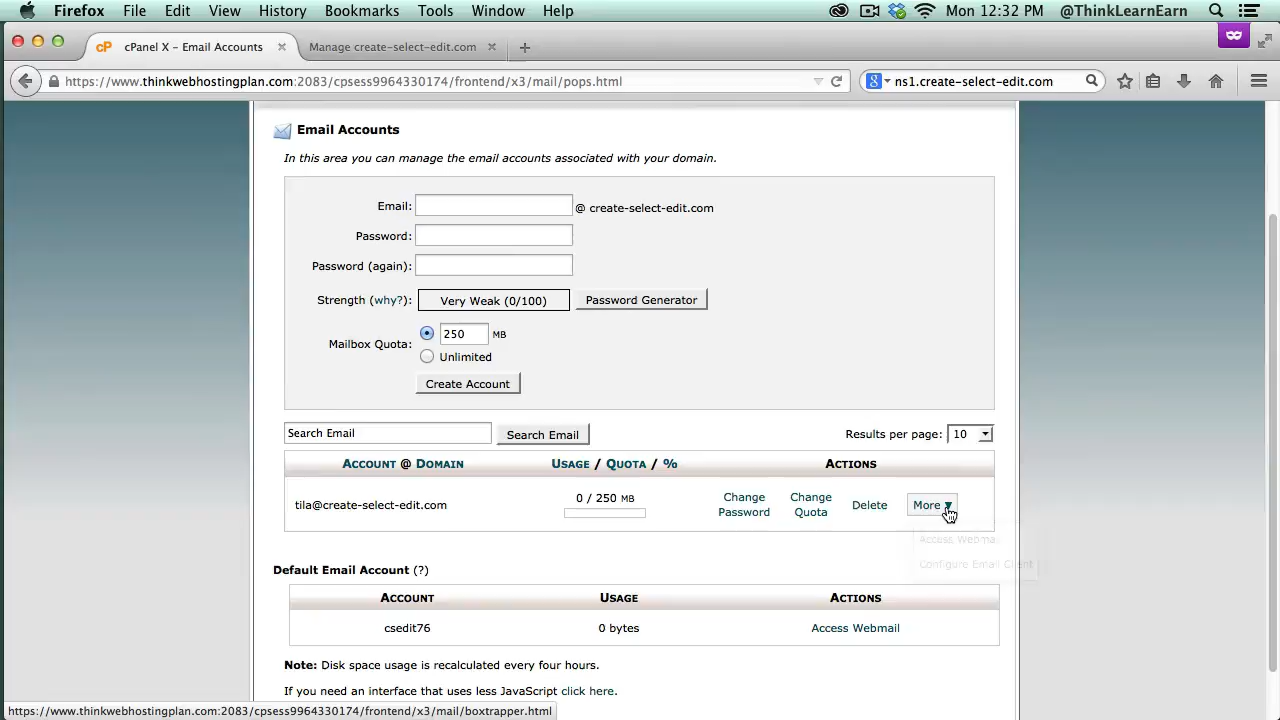 Firefox File Edit View History Bookmarks Tools Window Help Mon 12:32 PM @ThinkLearnEarn
cP cPanel X - Email Accounts Manage create-select-edit.com
https://www.thinkwebhostingplan.com:2083/cpsess9964330174/frontend/x3/mail/pops.html ns1.create-select-edit.com
Email Accounts
In this area you can manage the email accounts associated with your domain.
Email: @ create-select-edit.com
Password:
Password (again):
Strength (why?): Very Weak (0/100) Password Generator
Mailbox Quota: 250 MB
Unlimited
Create Account
Search Email Search Email Results per page: 10
ACCOUNT @ DOMAIN USAGE / QUOTA / % ACTIONS
tila@create-select-edit.com 0 / 250 MB Change Password Change Quota Delete More ▼
Access Webma
Configure Email Client
Default Email Account (?)
ACCOUNT USAGE ACTIONS
csedit76 0 bytes Access Webmail
Note: Disk space usage is recalculated every four hours.
If you need an interface that uses less JavaScript click here.
https://www.thinkwebhostingplan.com:2083/cpsess9964330174/frontend/x3/mail/boxtrapper.html